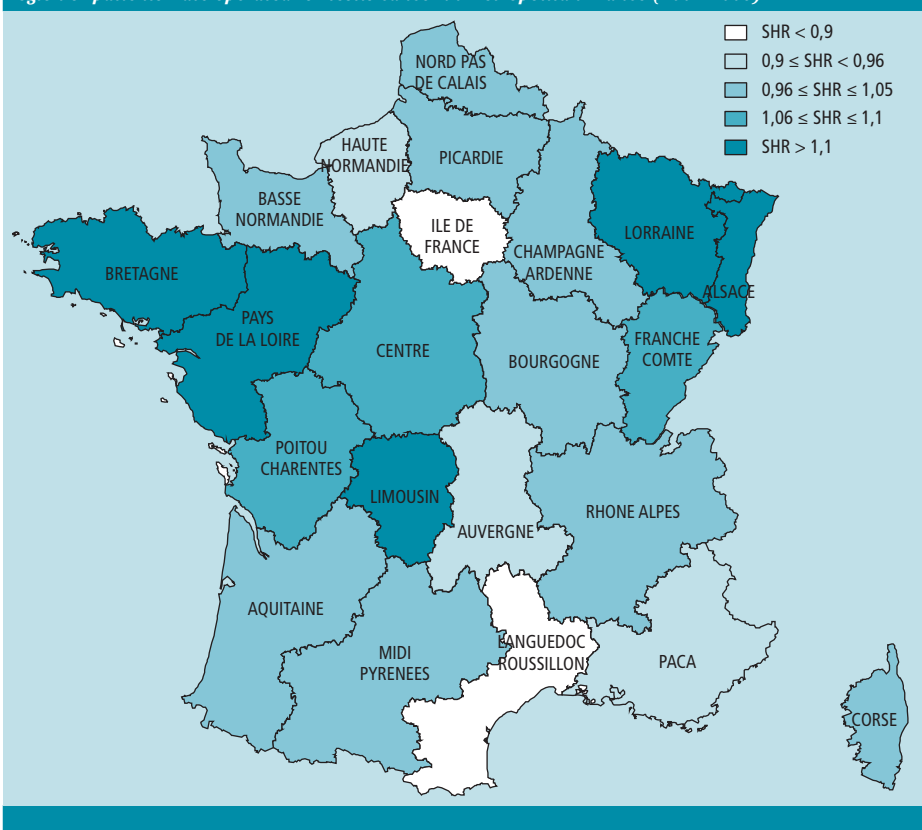 SHR < 0,9
0,9 ≤ SHR < 0,96
0,96 ≤ SHR ≤ 1,05
1,06 ≤ SHR ≤ 1,1
SHR > 1,1
NORD PAS
DE CALAIS
HAUTE
NORMANDIE
PICARDIE
BASSE
NORMANDIE
ILE DE
FRANCE
CHAMPAGNE
ARDENNE
LORRAINE
ALSACE
BRETAGNE
PAYS
DE LA LOIRE
CENTRE
BOURGOGNE
FRANCHE
COMTE
POITOU
CHARENTES
LIMOUSIN
AUVERGNE
RHONE ALPES
AQUITAINE
MIDI
PYRENEES
LANGUEDOC
ROUSSILLON
PACA
CORSE